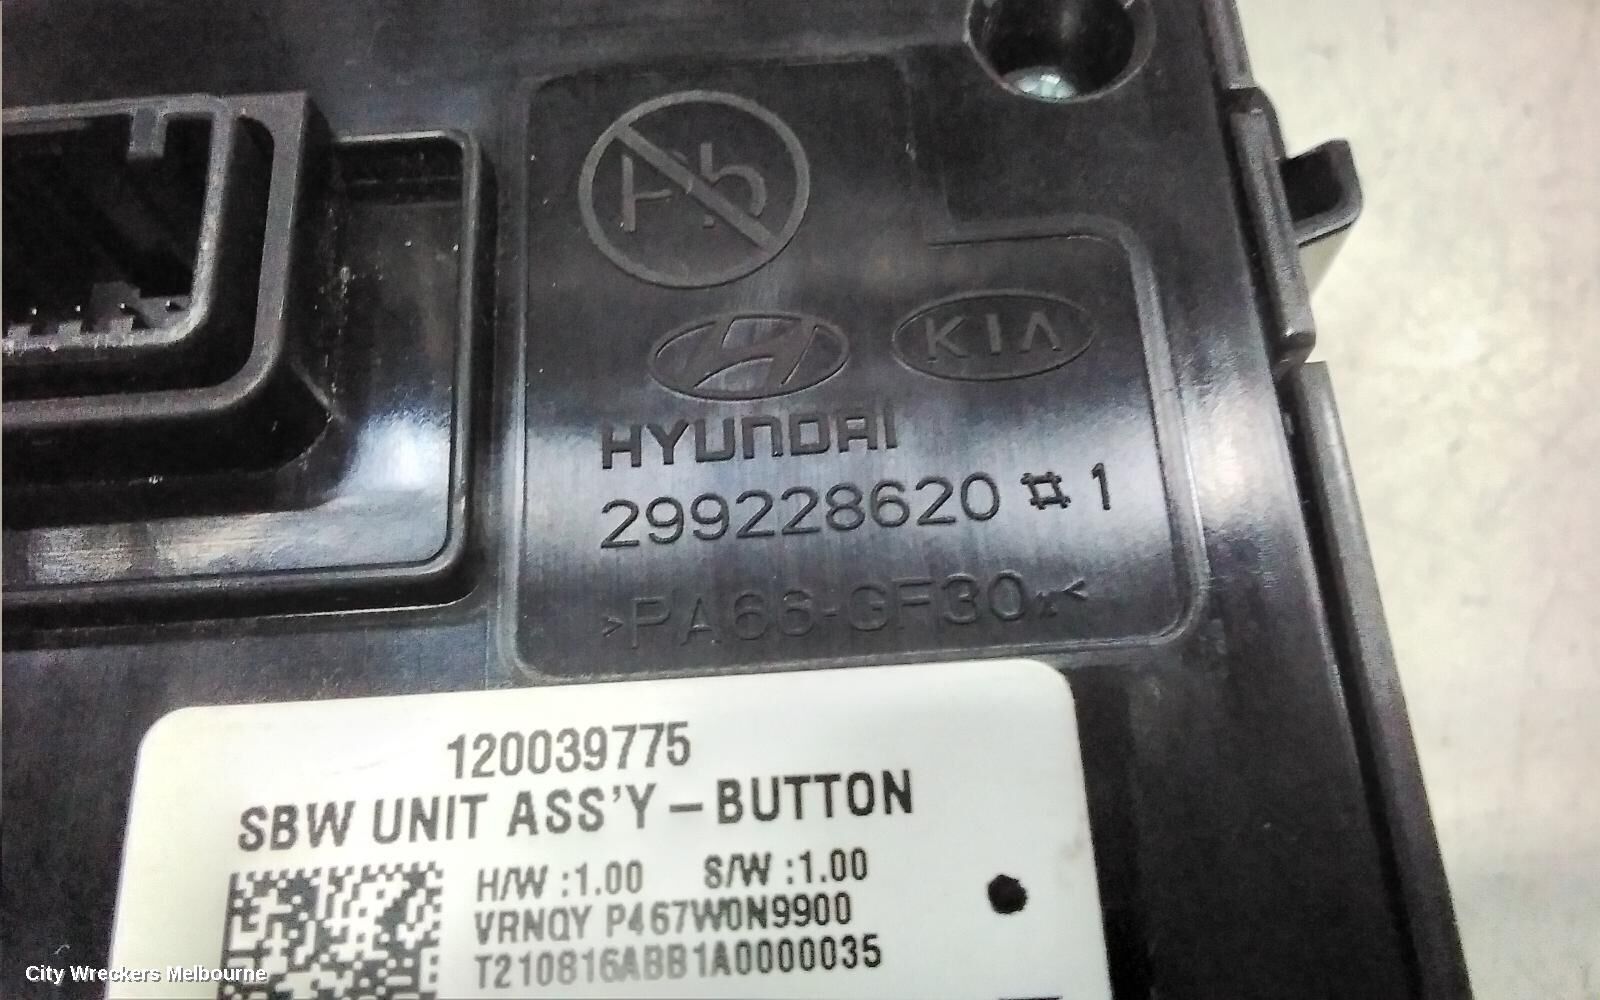 Pb
KIA
HYUNDAI
299228620 #1
>PA66-GF30<
120039775
SBW UNIT ASS'Y – BUTTON
H/W :1.00 S/W :1.00
VRNQY P467W0N9900
T210816ABB1A0000035
City Wreckers Melbourne